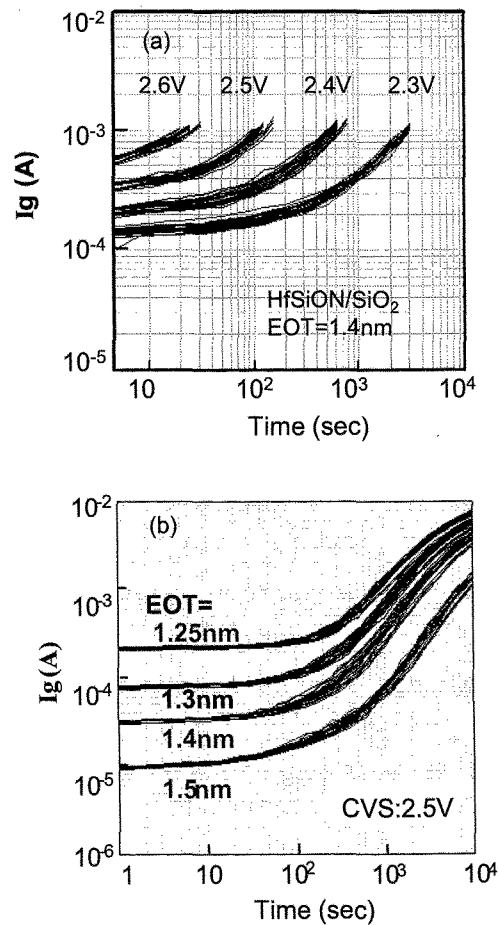 10-2
(a)
2.6V 2.5V 2.4V 2.3V
10-3
Ig (A)
10-4
HfSiON/SiO2
EOT=1.4nm
10-5
10 102 103 104
Time (sec)
10-2
(b)
EOT=
10-3
1.25nm
Ig(A)
10-4
1.3nm
1.4nm
10-5
1.5nm
CVS:2.5V
10-6
1 10 102 103 104
Time (sec)